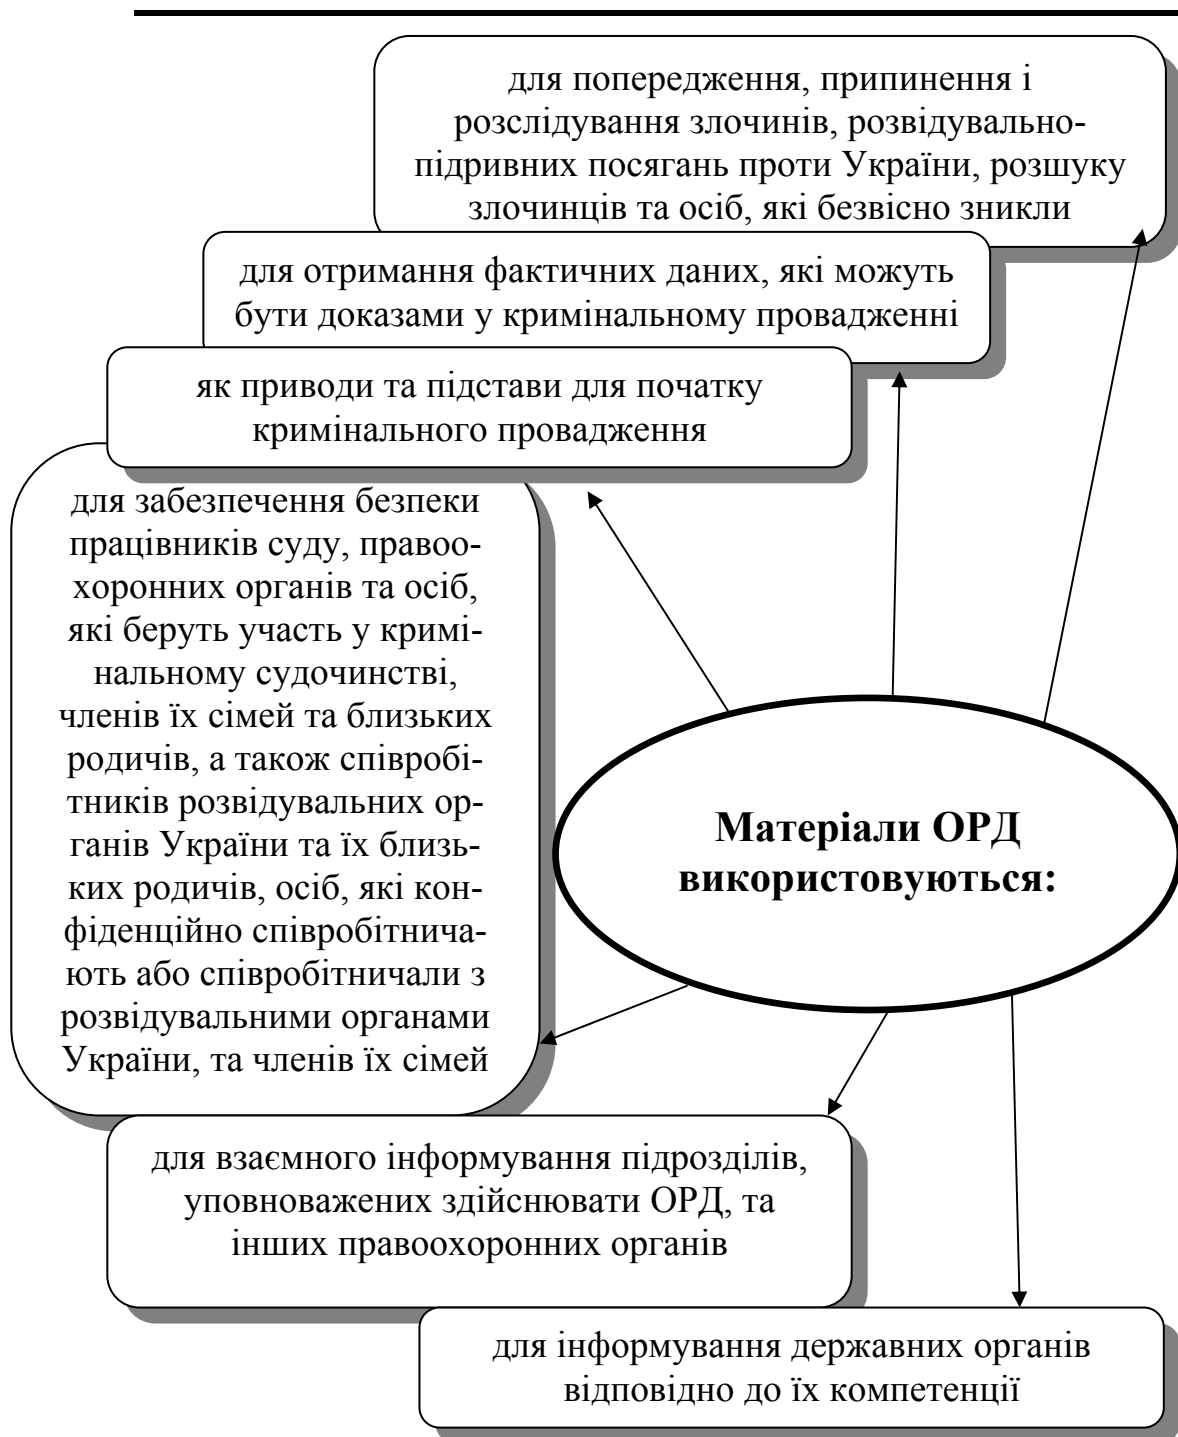 для попередження, припинення і
розслідування злочинів, розвідувально-
підривних посягань проти України, розшуку
злочинців та осіб, які безвісно зникли
для отримання фактичних даних, які можуть
бути доказами у кримінальному провадженні
як приводи та підстави для початку
кримінального провадження
для забезпечення безпеки
працівників суду, правоо-
хоронних органів та осіб,
які беруть участь у кримі-
нальному судочинстві,
членів їх сімей та близьких
родичів, а також співробі-
тників розвідувальних ор-
ганів України та їх близь-
ких родичів, осіб, які кон-
фіденційно співробітнича-
ють або співробітничали з
розвідувальними органами
України, та членів їх сімей
Матеріали ОРД
використовуються:
для взаємного інформування підрозділів,
уповноважених здійснювати ОРД, та
інших правоохоронних органів
для інформування державних органів
відповідно до їх компетенції